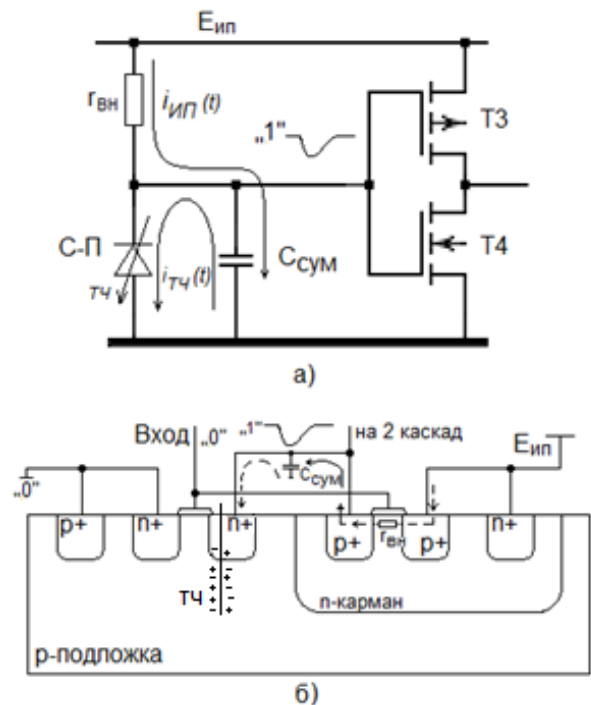 Eип
rвн
iИП (t)
„1"
T3
С-П
тч
iТЧ (t)
CСУМ
T4
а)
Вход „0"
„1"
на 2 каскад
Eип
„0"
Cсум
p+
n+
n+
p+
rвн
p+
n+
ТЧ
n-карман
p-подложка
б)